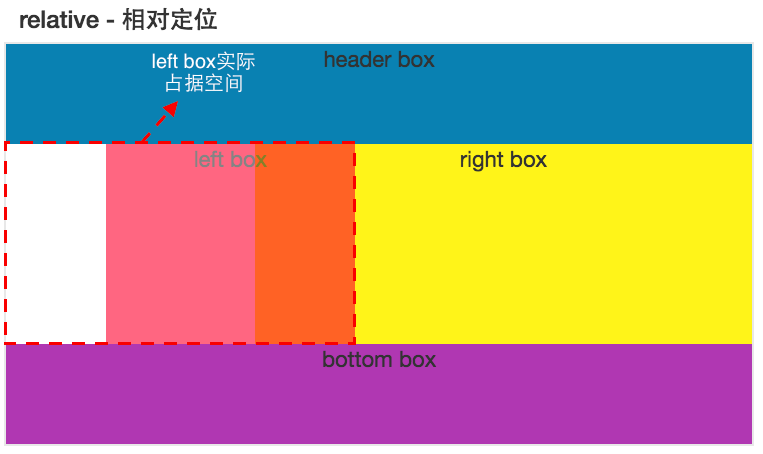 relative - 相对定位
left box实际
占据空间
header box
left box
right box
bottom box